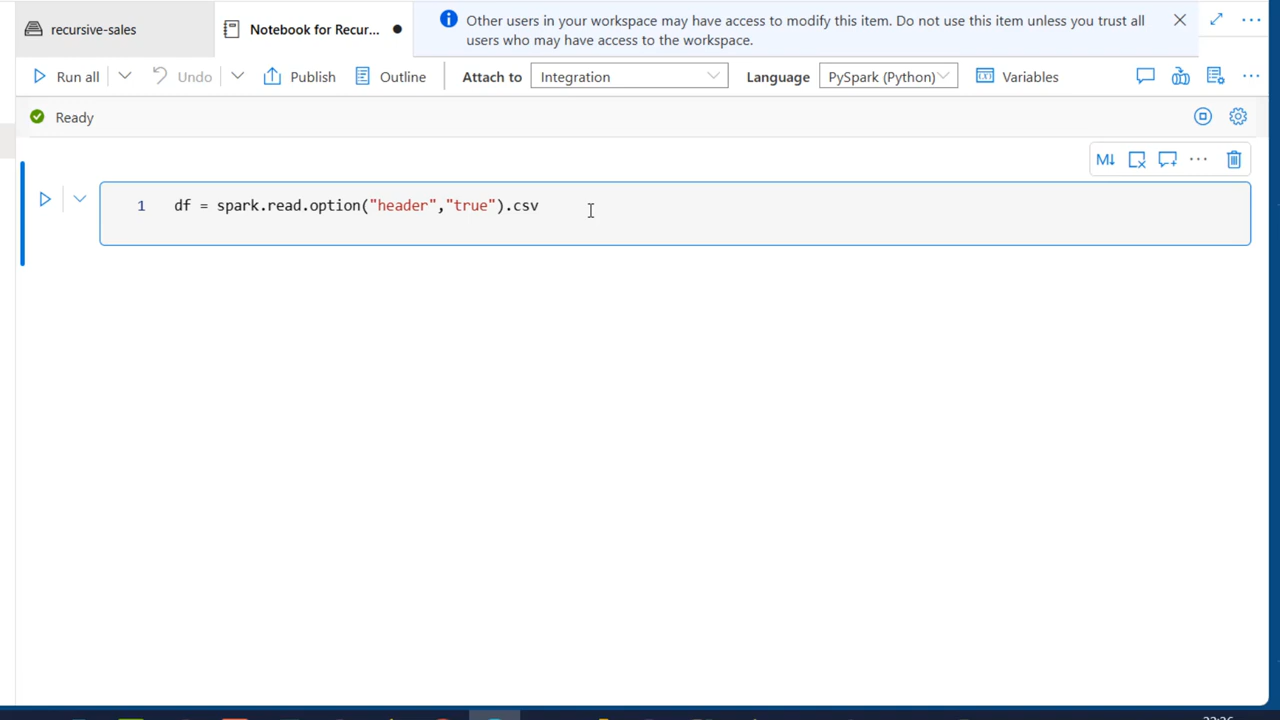 recursive-sales
Notebook for Recur...
Other users in your workspace may have access to modify this item. Do not use this item unless you trust all
users who may have access to the workspace.
Run all Undo Publish Outline Attach to Integration Language PySpark (Python) Variables
Ready
M↓
1 df = spark.read.option("header","true").csv